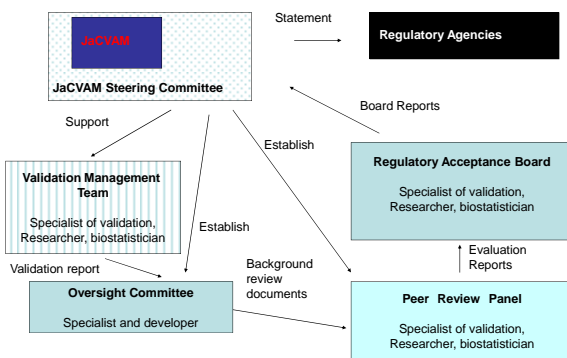 JaCVAM
JaCVAM Steering Committee
Statement
Regulatory Agencies
Board Reports
Support
Establish
Establish
Validation Management
Team
Specialist of validation,
Researcher, biostatistician
Regulatory Acceptance Board
Specialist of validation,
Researcher, biostatistician
Validation report
Background
review
documents
Evaluation
Reports
Oversight Committee
Specialist and developer
Peer Review Panel
Specialist of validation,
Researcher, biostatistician